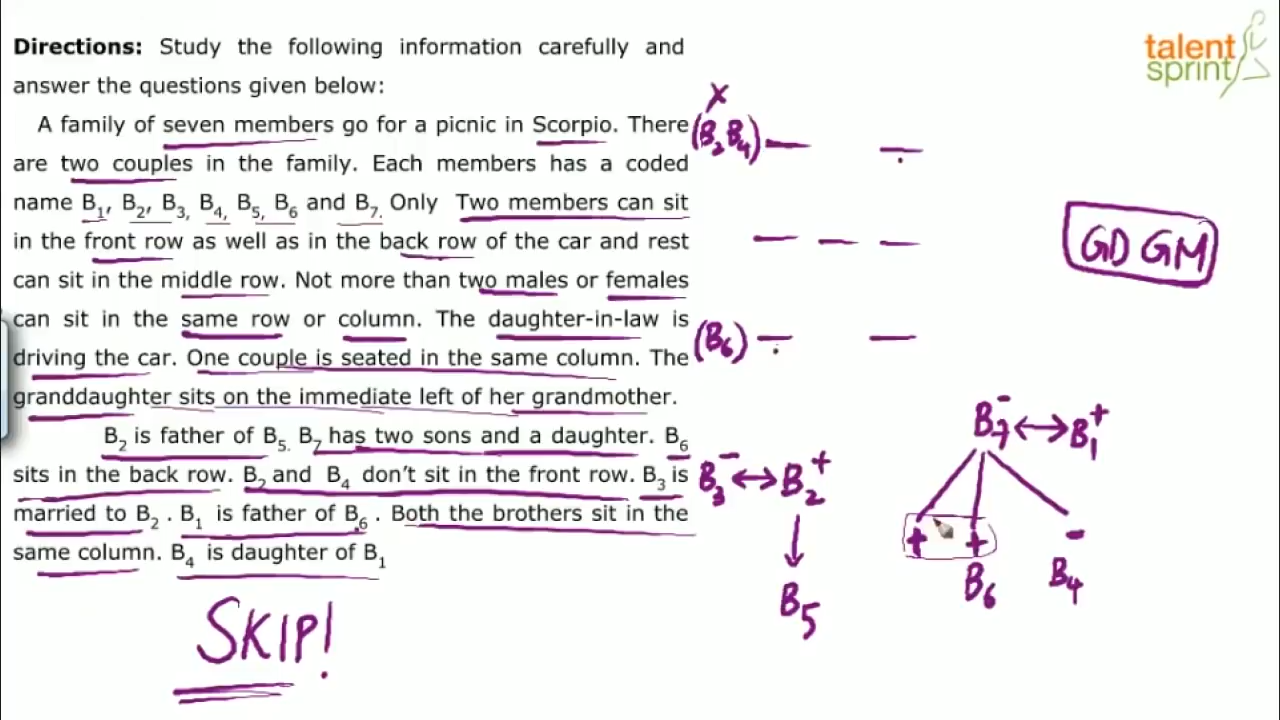 Directions: Study the following information carefully and
answer the questions given below:
A family of seven members go for a picnic in Scorpio. There
are two couples in the family. Each members has a coded
name B1, B2, B3, B4, B5, B6 and B7. Only Two members can sit
in the front row as well as in the back row of the car and rest
can sit in the middle row. Not more than two males or females
can sit in the same row or column. The daughter-in-law is
driving the car. One couple is seated in the same column. The
granddaughter sits on the immediate left of her grandmother.
B2 is father of B5. B7 has two sons and a daughter. B6
sits in the back row. B2 and B4 don't sit in the front row. B3 is
married to B2 . B1 is father of B6 . Both the brothers sit in the
same column. B4 is daughter of B1
SKIP!
talent
sprint
X
(B2 B4)
GD GM
(B6)
B7 - ↔ B1 +
B3 - ↔ B2 +
+ + -
B6 B4
B5